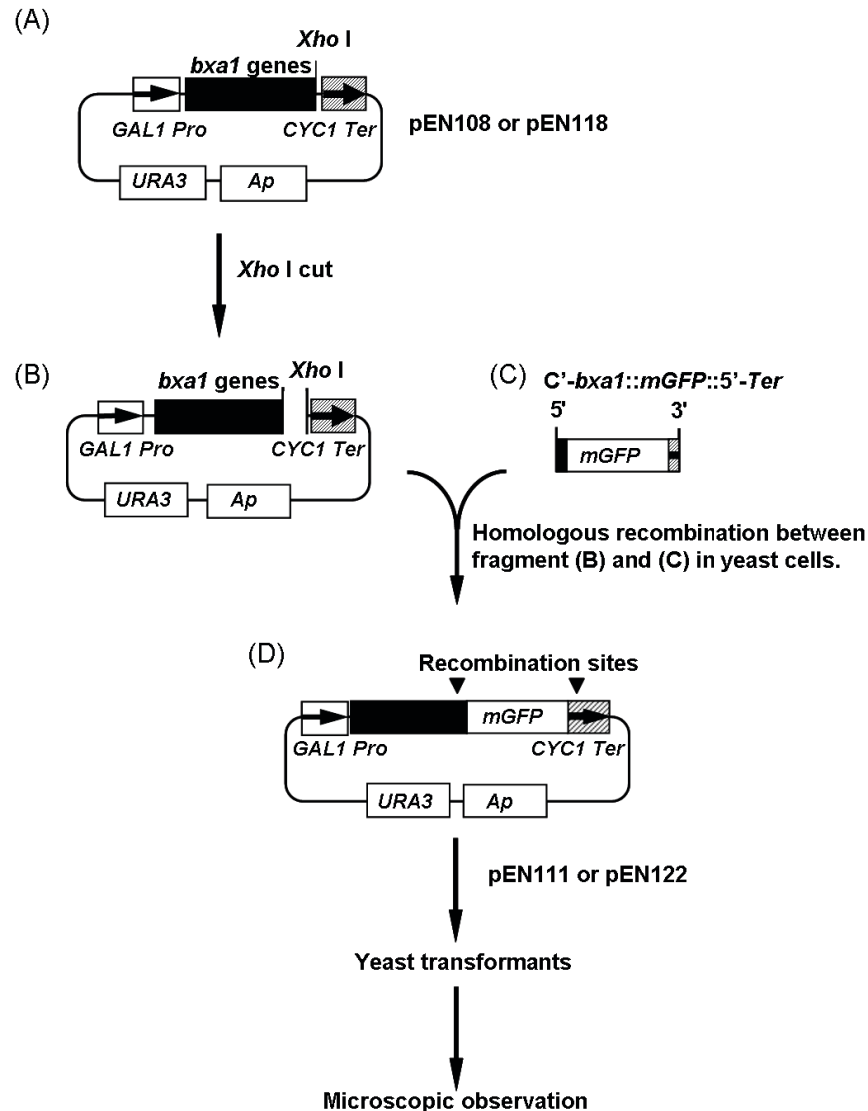 (A)
Xho I
bxa1 genes
GAL1 Pro
CYC1 Ter
pEN108 or pEN118
URA3
Ap
Xho I cut
(B)
bxa1 genes
Xho I
GAL1 Pro
CYC1 Ter
URA3
Ap
(C)
C'-bxa1::mGFP::5'-Ter
5'
3'
mGFP
Homologous recombination between
fragment (B) and (C) in yeast cells.
(D)
Recombination sites
mGFP
GAL1 Pro
CYC1 Ter
URA3
Ap
pEN111 or pEN122
Yeast transformants
Microscopic observation